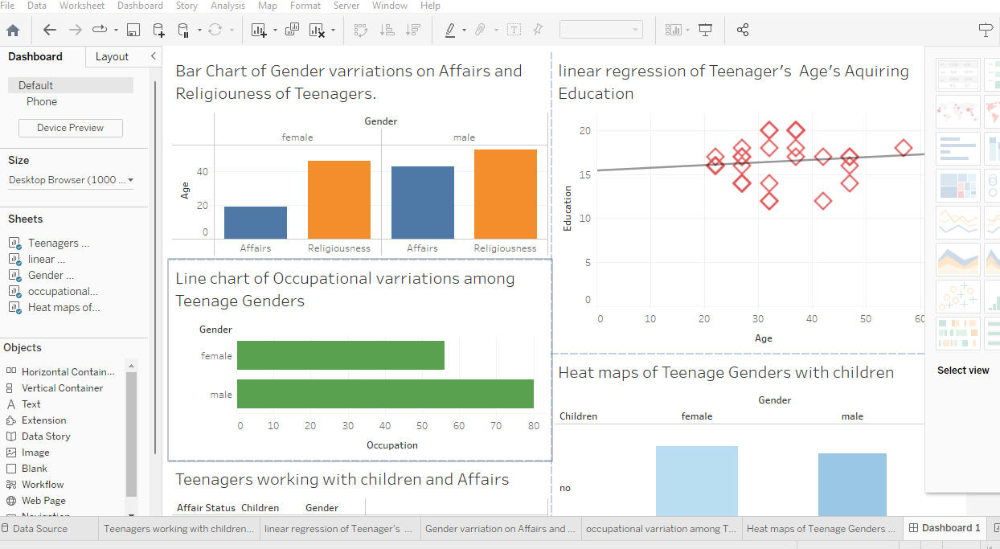 File Data Worksheet Dashboard Story Analysis Map Format Server Window Help
Dashboard Layout
Default
Phone
Device Preview
Size
Desktop Browser (1000 ...
Sheets
Teenagers ...
linear ...
Gender ...
occupational...
Heat maps of...
Objects
Horizontal Contain...
Vertical Container
Text
Extension
Data Story
Image
Blank
Workflow
Web Page
Bar Chart of Gender varriations on Affairs and
Religiouness of Teenagers.
Gender
female male
Age
40
20
0
Affairs Religiousness Affairs Religiousness
Line chart of Occupational varriations among
Teenage Genders
Gender
female
male
0 10 20 30 40 50 60 70 80
Occupation
Teenagers working with children and Affairs
Affair Status Children Gender
linear regression of Teenager’s Age’s Aquiring
Education
Education
20
15
10
5
0
0 10 20 30 40 50 60
Age
Heat maps of Teenage Genders with children
Gender
Children female male
no
Select view
Data Source Teenagers working with children... linear regression of Teenager's ... Gender varriation on Affairs and ... occupational varriation among T... Heat maps of Teenage Genders ... Dashboard 1